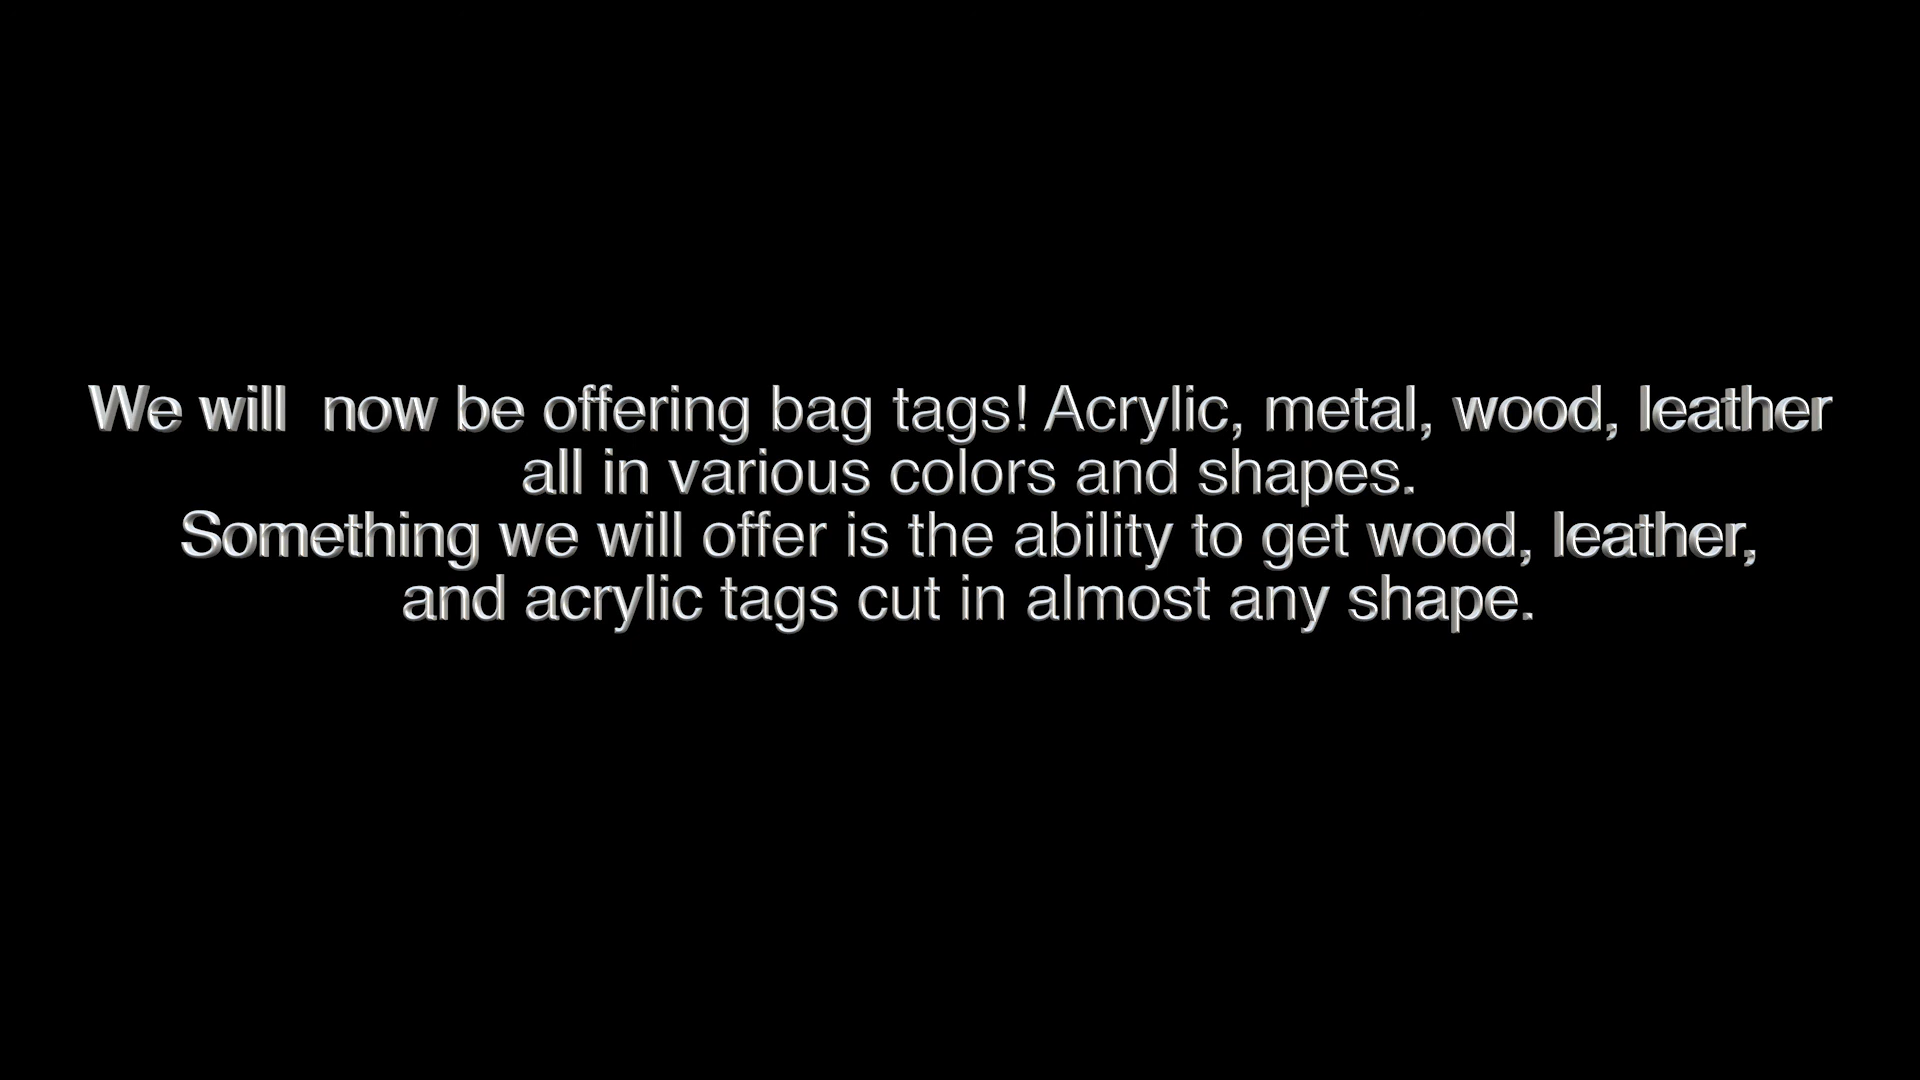 We will  now be offering bag tags! Acrylic, metal, wood, leather
all in various colors and shapes.
Something we will offer is the ability to get wood, leather,
and acrylic tags cut in almost any shape.